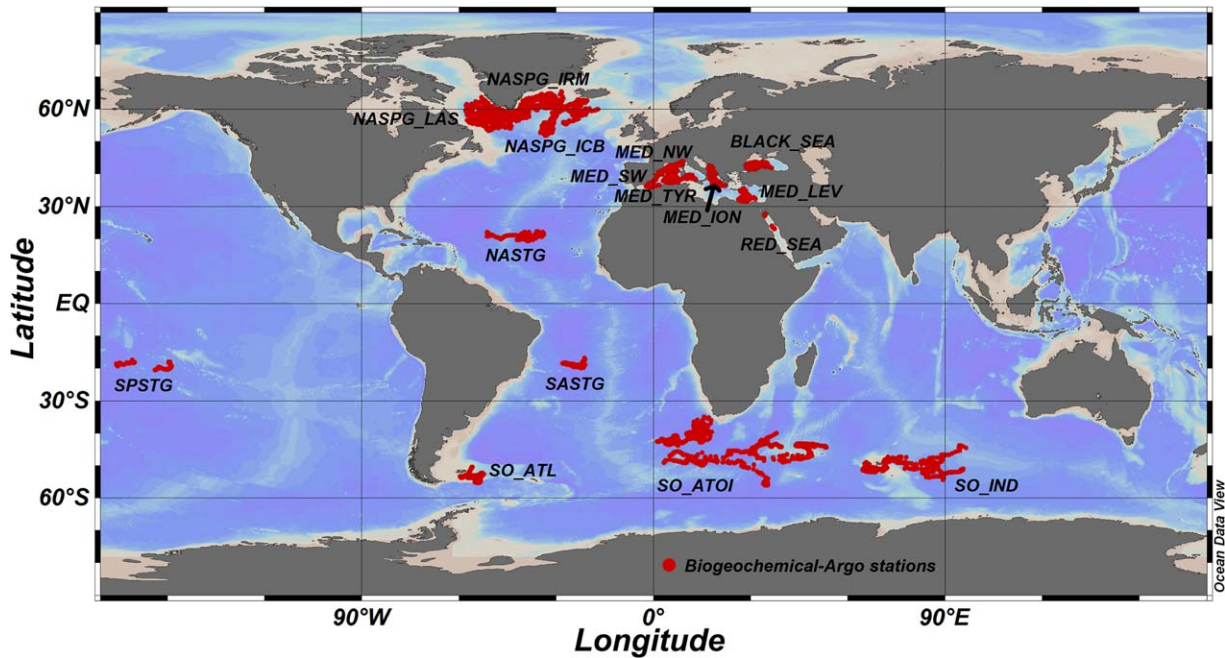 NASPG_IRM
60°N
NASPG_LAS
NASPG_ICB
MED_NW
BLACK_SEA
MED_SW
MED_TYR
MED_LEV
30°N
MED_ION
NASTG
RED_SEA
EQ
Latitude
SPSTG
SASTG
30°S
SO_ATL
SO_ATOI
SO_IND
60°S
Biogeochemical-Argo stations
Ocean Data View
90°W
0°
90°E
Longitude